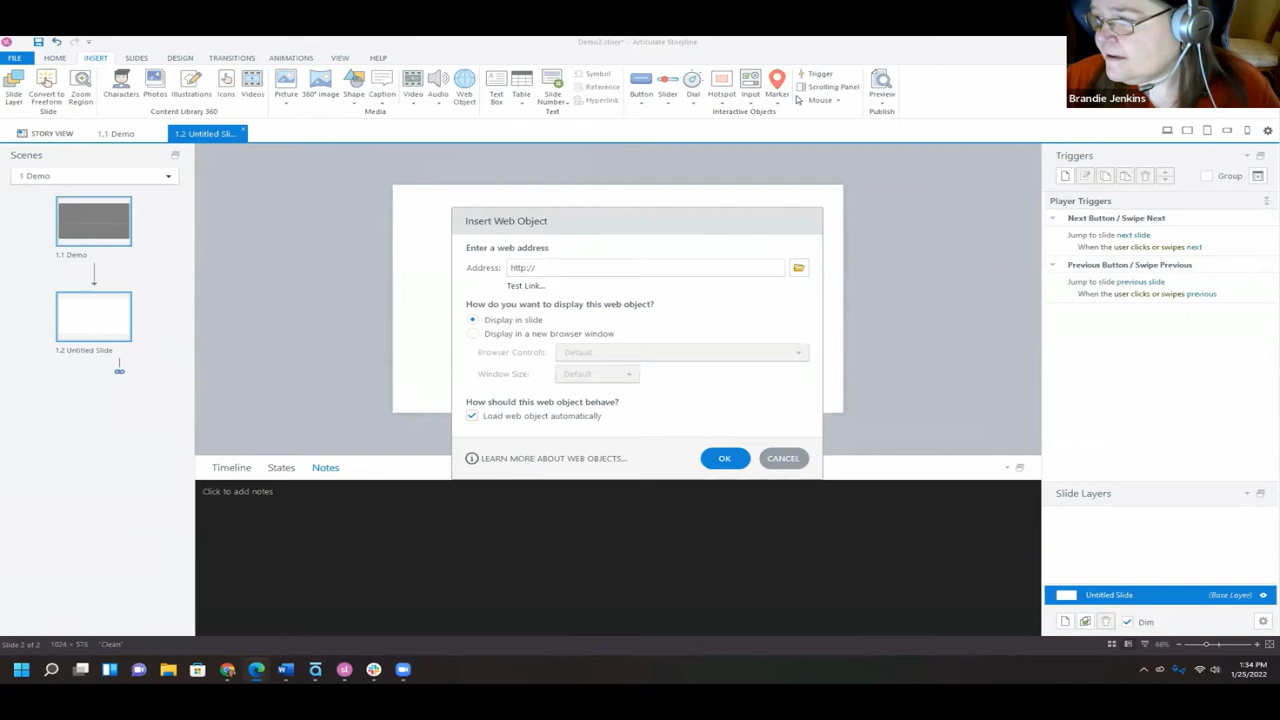 Demo2.story* - Articulate Storyline
FILE HOME INSERT SLIDES DESIGN TRANSITIONS ANIMATIONS VIEW HELP
Slide Layer
Convert to Freeform
Zoom Region
Characters
Photos
Illustrations
Icons
Videos
Picture
360° Image
Shape
Caption
Video
Audio
Web Object
Text Box
Table
Slide Number
Symbol
Reference
Hyperlink
Button
Slider
Dial
Hotspot
Input
Marker
Trigger
Scrolling Panel
Mouse
Preview
Slide
Content Library 360
Media
Text
Interactive Objects
Publish
Brandie Jenkins
STORY VIEW
1.1 Demo
1.2 Untitled Sli...
Scenes
1 Demo
1.1 Demo
1.2 Untitled Slide
Insert Web Object
Enter a web address
Address: http://
Test Link...
How do you want to display this web object?
Display in slide
Display in a new browser window
Browser Controls: Default
Window Size: Default
How should this web object behave?
Load web object automatically
LEARN MORE ABOUT WEB OBJECTS...
OK
CANCEL
Timeline States Notes
Click to add notes
Triggers
Group
Player Triggers
Next Button / Swipe Next
Jump to slide next slide
When the user clicks or swipes next
Previous Button / Swipe Previous
Jump to slide previous slide
When the user clicks or swipes previous
Slide Layers
Untitled Slide (Base Layer)
Dim
Slide 2 of 2 1024 × 576 "Clean"
66%
1:34 PM
1/25/2022